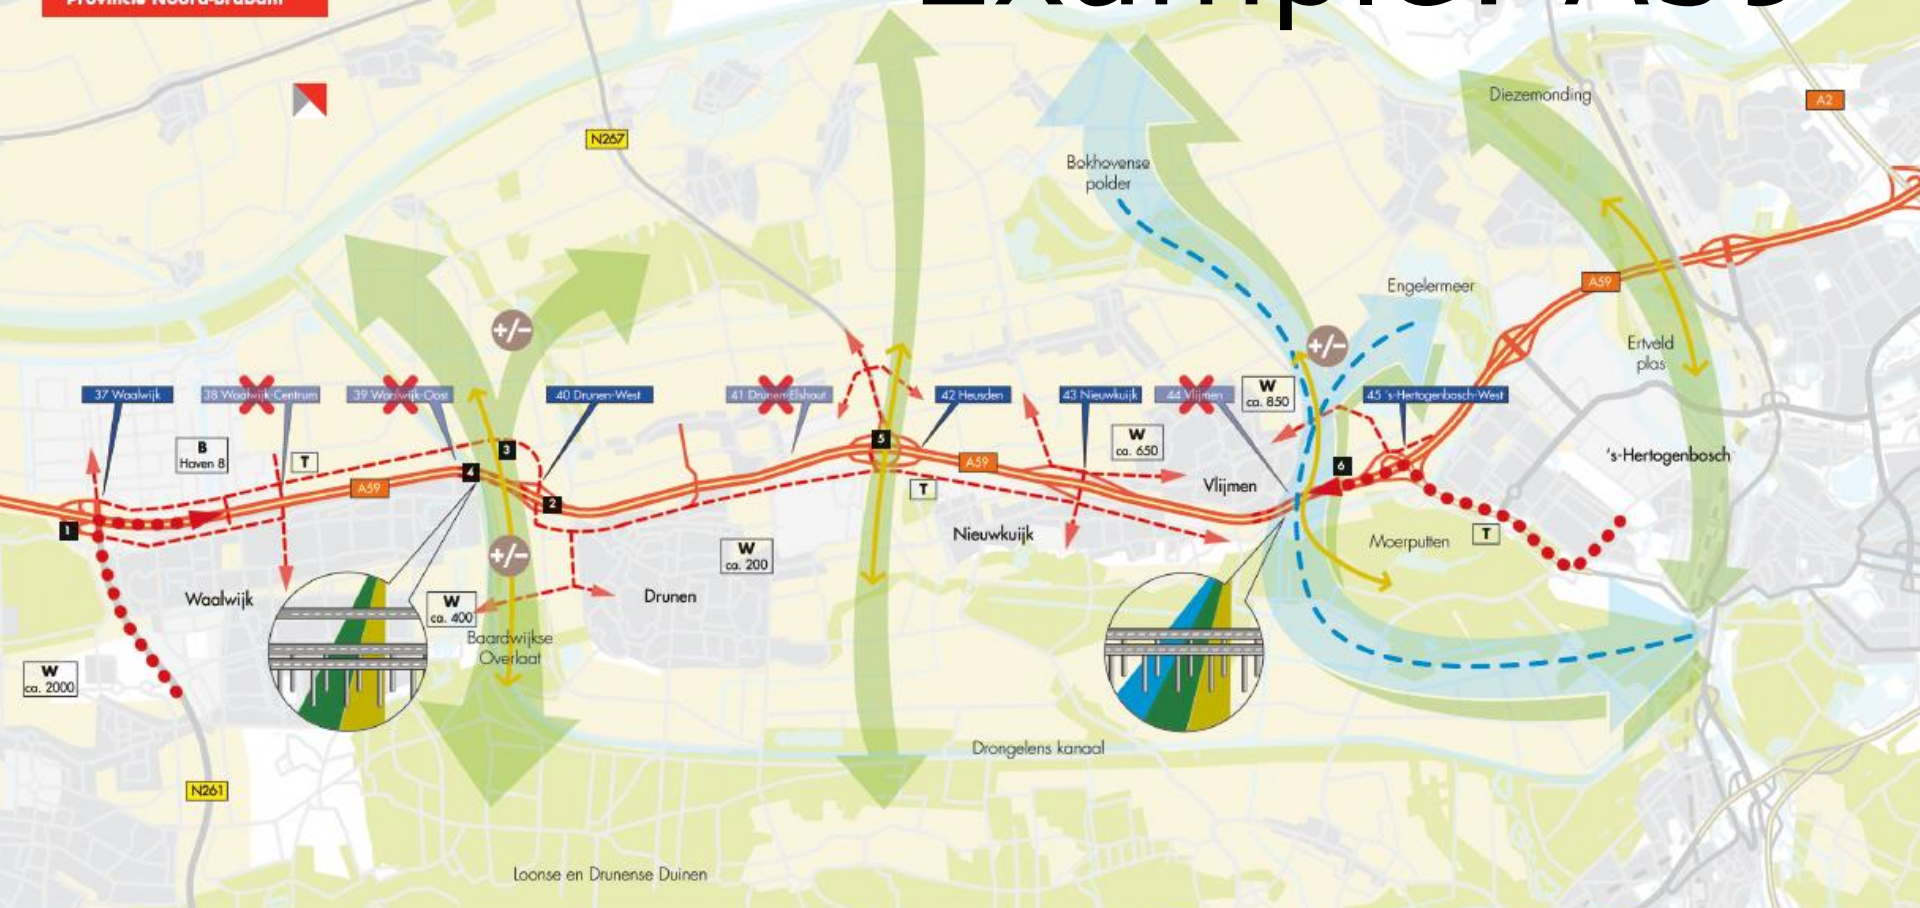 Provincie Noord-Brabant
Example: A59
Diezemonding
A2
N267
Bokhovense
polder
Engelermeer
A59
Ertveld
plas
+/-
+/-
37 Waalwijk
38 Waalwijk-Centrum
39 Waalwijk-Oost
40 Drunen-West
41 Drunen-Elshout
42 Heusden
43 Nieuwkuijk
44 Vlijmen
W
ca. 850
45 's-Hertogenbosch-West
B
Haven 8
T
3
4
5
W
ca. 650
6
's-Hertogenbosch
A59
A59
T
Vlijmen
1
2
Nieuwkuijk
Moerputten
T
+/-
W
ca. 200
Waalwijk
W
ca. 400
Drunen
Baardwijkse
Overlaat
W
ca. 2000
Drongelens kanaal
N261
Loonse en Drunense Duinen